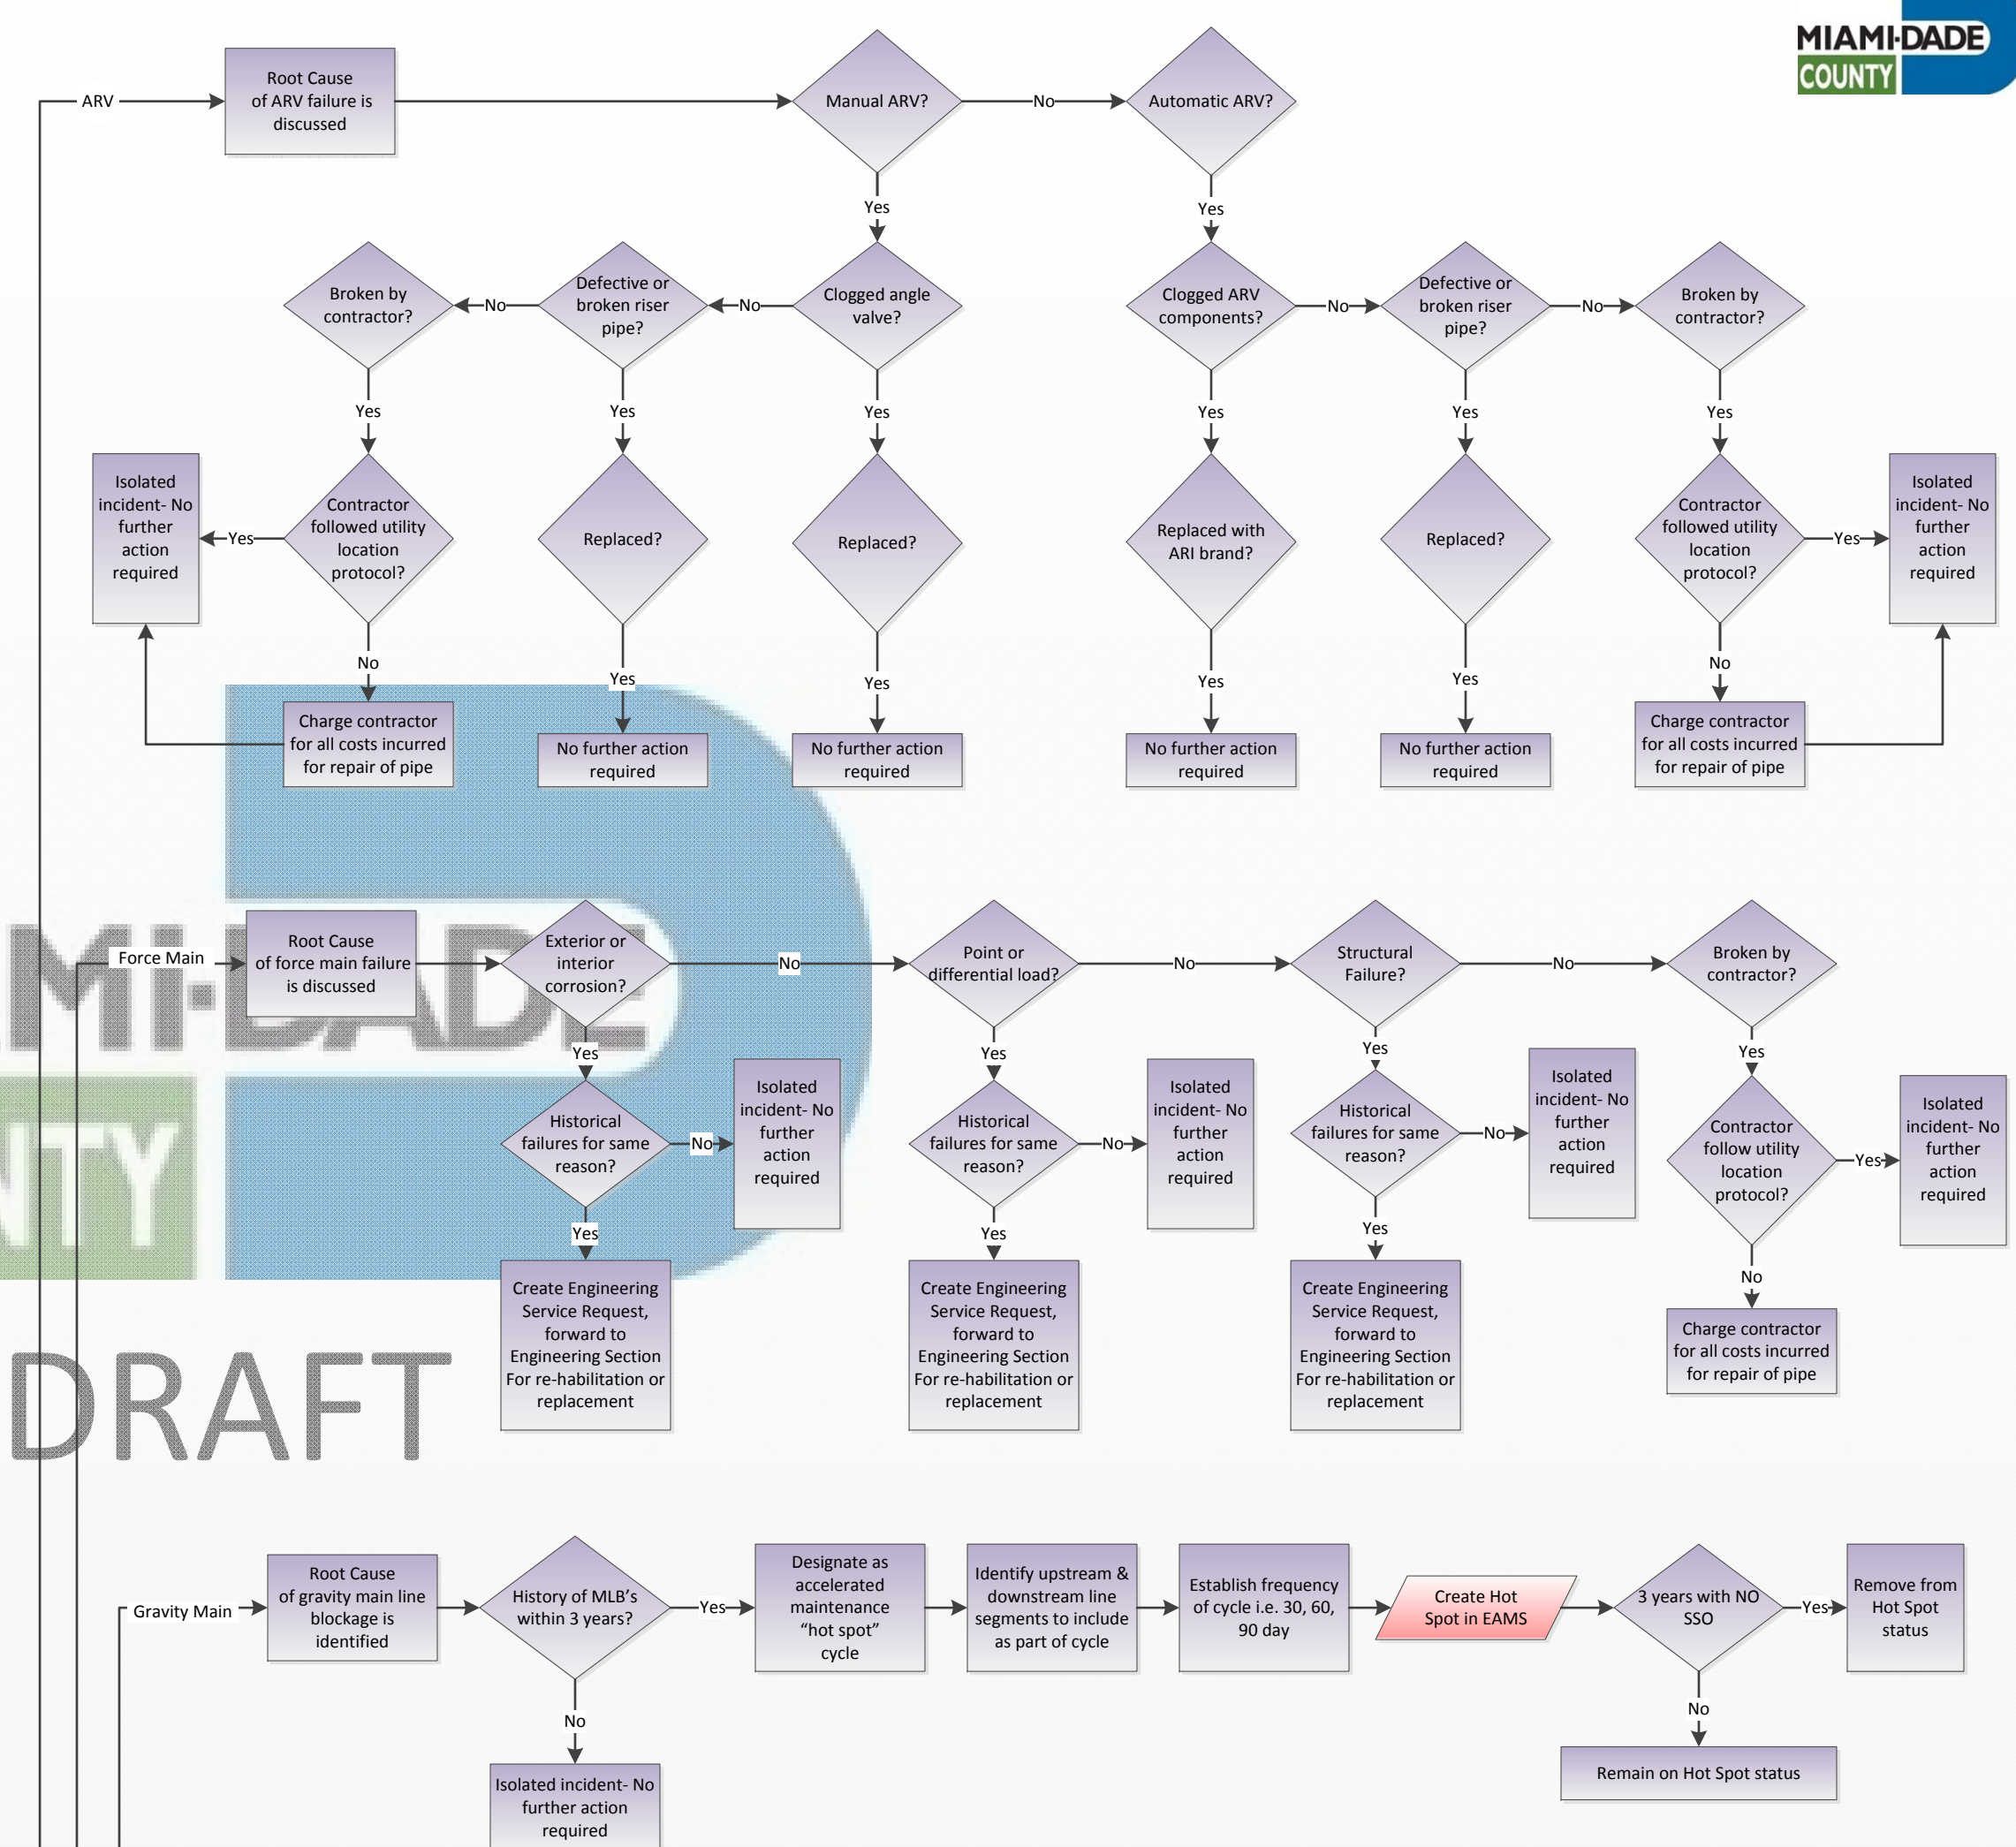 MIAMI-DADE
COUNTY
ARV
Root Cause
of ARV failure is
discussed
Manual ARV?
No
Automatic ARV?
Yes
Yes
Broken by
contractor?
No
Defective or
broken riser
pipe?
No
Clogged angle
valve?
Clogged ARV
components?
No
Defective or
broken riser
pipe?
No
Broken by
contractor?
Yes
Yes
Yes
Yes
Yes
Yes
Isolated
incident- No
further
action
required
Yes
Contractor
followed utility
location
protocol?
Replaced?
Replaced?
Replaced with
ARI brand?
Replaced?
Contractor
followed utility
location
protocol?
Yes
Isolated
incident- No
further
action
required
No
Yes
Yes
Yes
Yes
No
Charge contractor
for all costs incurred
for repair of pipe
No further action
required
No further action
required
No further action
required
No further action
required
Charge contractor
for all costs incurred
for repair of pipe
Force Main
Root Cause
of force main failure
is discussed
Exterior or
interior
corrosion?
No
Point or
differential load?
No
Structural
Failure?
No
Broken by
contractor?
Yes
Yes
Yes
Yes
Historical
failures for same
reason?
No
Isolated
incident- No
further
action
required
Historical
failures for same
reason?
No
Isolated
incident- No
further
action
required
Historical
failures for same
reason?
No
Isolated
incident- No
further
action
required
Contractor
follow utility
location
protocol?
Yes
Isolated
incident- No
further
action
required
Yes
Yes
Yes
No
Create Engineering
Service Request,
forward to
Engineering Section
For re-habilitation or
replacement
Create Engineering
Service Request,
forward to
Engineering Section
For re-habilitation or
replacement
Create Engineering
Service Request,
forward to
Engineering Section
For re-habilitation or
replacement
Charge contractor
for all costs incurred
for repair of pipe
DRAFT
Gravity Main
Root Cause
of gravity main line
blockage is
identified
History of MLB’s
within 3 years?
Yes
Designate as
accelerated
maintenance
“hot spot”
cycle
Identify upstream &
downstream line
segments to include
as part of cycle
Establish frequency
of cycle i.e. 30, 60,
90 day
Create Hot
Spot in EAMS
3 years with NO
SSO
Yes
Remove from
Hot Spot
status
No
No
Isolated incident- No
further action
required
Remain on Hot Spot status